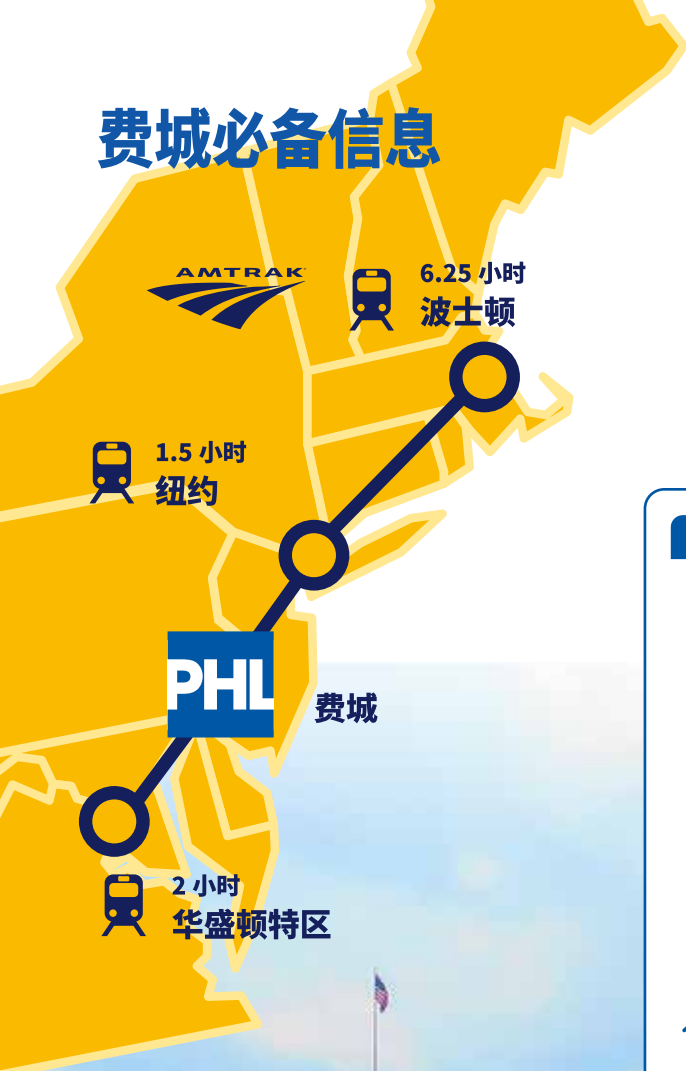 费城必备信息
AMTRAK
6.25 小时
波士顿
1.5 小时
纽约
PHL
费城
2 小时
华盛顿特区